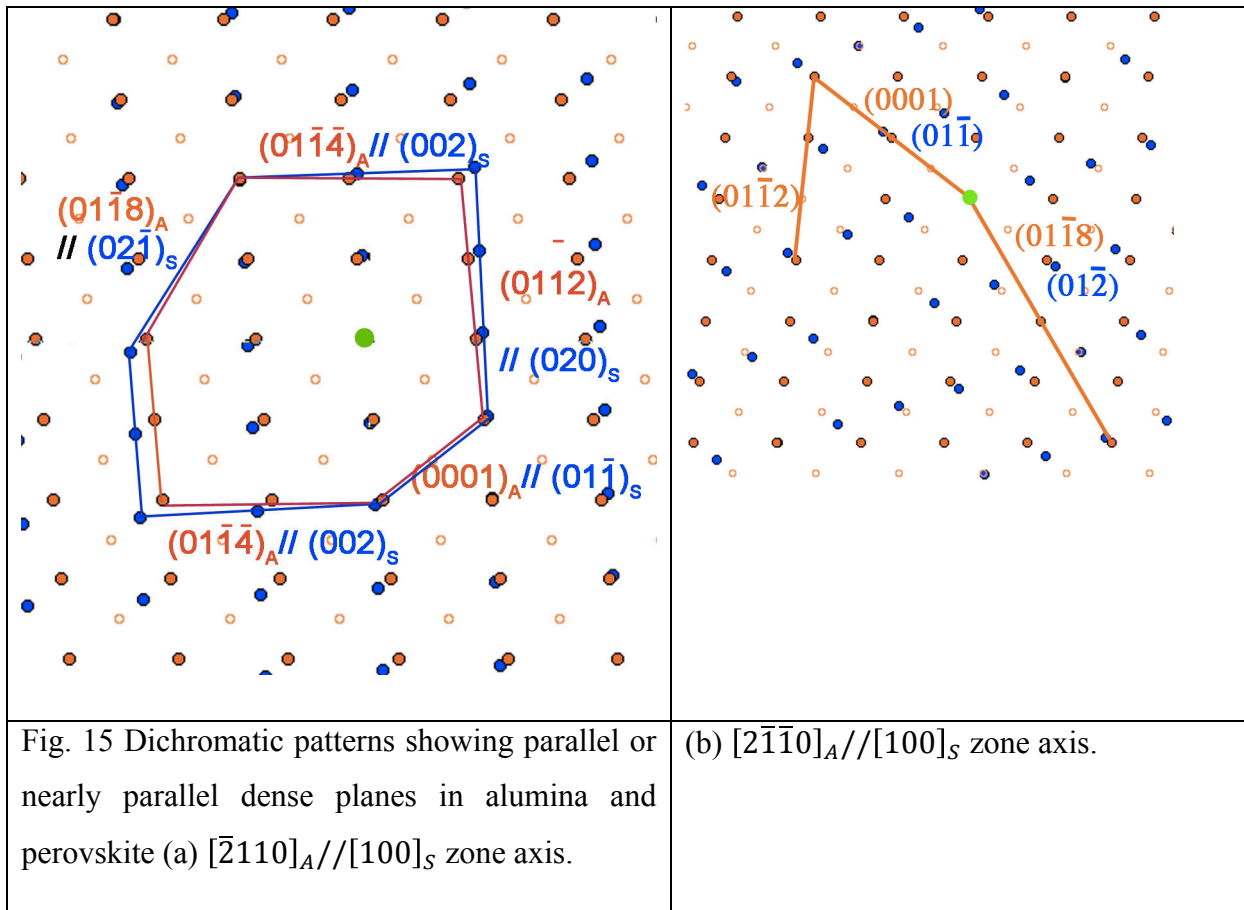 (011̄4̄)A // (002)S
(011̄8)A
// (021̄)S
(0112)A
‾
// (020)S
(0001)A // (011̄)S
(011̄4̄)A // (002)S
(0001)
(011̄)
(011̄2)
(011̄8)
(012̄)
Fig. 15 Dichromatic patterns showing parallel or
nearly parallel dense planes in alumina and
perovskite (a) [2̄110]A//[100]S zone axis.
(b) [21̄1̄0]A//[100]S zone axis.